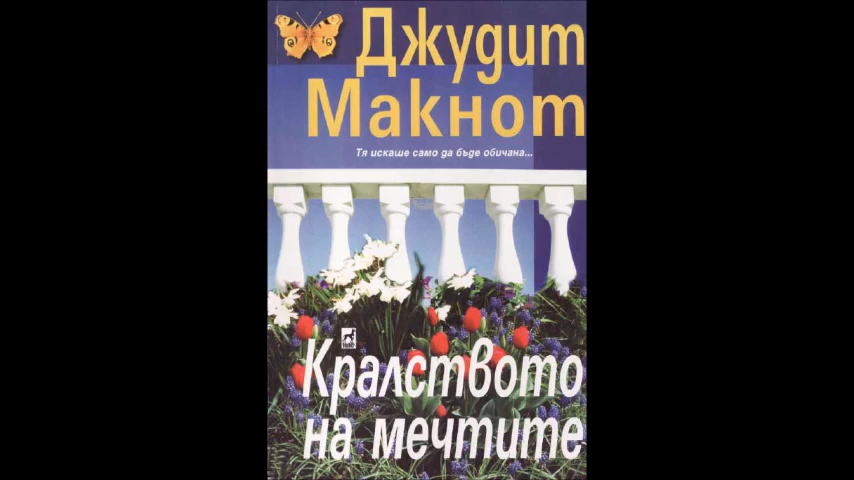 Джудит
Макнот
Тя искаше само да бъде обичана...
Кралството
на мечтите